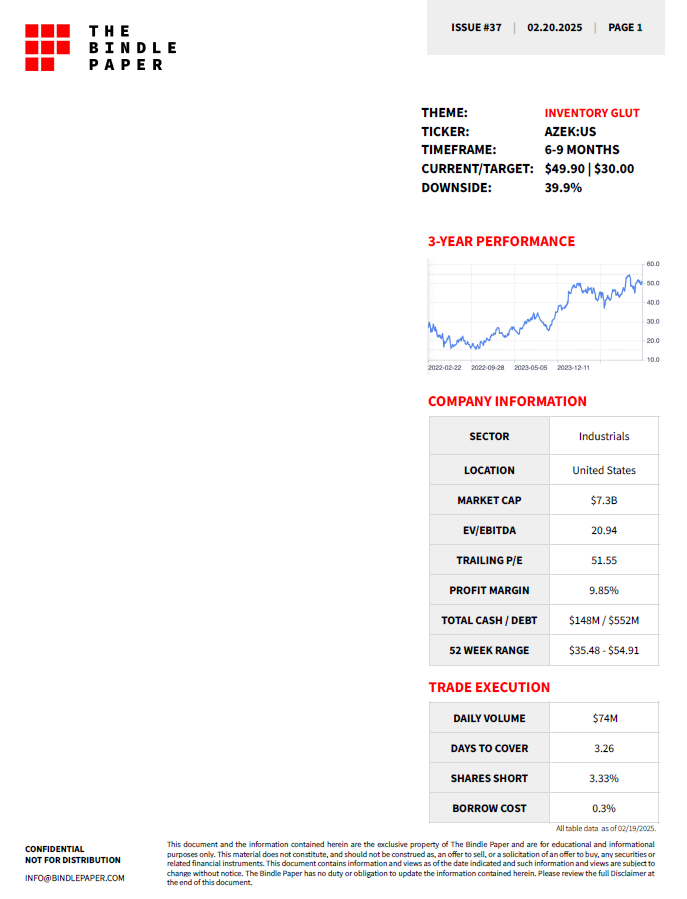 THE
BINDLE
PAPER
ISSUE #37 | 02.20.2025 | PAGE 1
THEME: INVENTORY GLUT
TICKER: AZEK:US
TIMEFRAME: 6-9 MONTHS
CURRENT/TARGET: $49.90 | $30.00
DOWNSIDE: 39.9%
3-YEAR PERFORMANCE
60.0
50.0
40.0
30.0
20.0
10.0
2022-02-22 2022-09-28 2023-05-05 2023-12-11
COMPANY INFORMATION
SECTOR Industrials
LOCATION United States
MARKET CAP $7.3B
EV/EBITDA 20.94
TRAILING P/E 51.55
PROFIT MARGIN 9.85%
TOTAL CASH / DEBT $148M / $552M
52 WEEK RANGE $35.48 - $54.91
TRADE EXECUTION
DAILY VOLUME $74M
DAYS TO COVER 3.26
SHARES SHORT 3.33%
BORROW COST 0.3%
All table data as of 02/19/2025.
CONFIDENTIAL
NOT FOR DISTRIBUTION
INFO@BINDLEPAPER.COM
This document and the information contained herein are the exclusive property of The Bindle Paper and are for educational and informational
purposes only. This material does not constitute, and should not be construed as, an offer to sell, or a solicitation of an offer to buy, any securities or
related financial instruments. This document contains information and views as of the date indicated and such information and views are subject to
change without notice. The Bindle Paper has no duty or obligation to update the information contained herein. Please review the full Disclaimer at
the end of this document.